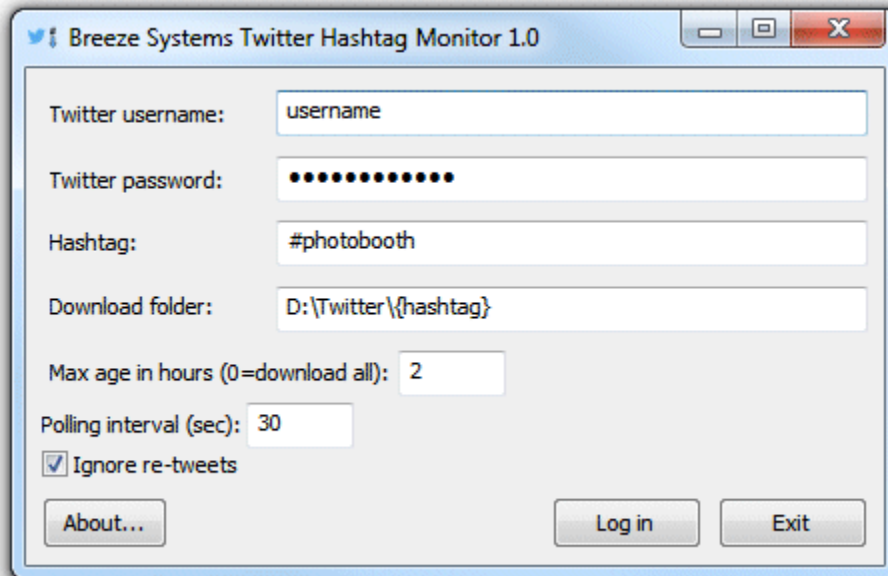 Breeze Systems Twitter Hashtag Monitor 1.0
Twitter username: username
Twitter password: ●●●●●●●●●●●●
Hashtag: #photobooth
Download folder: D:\Twitter\{hashtag}
Max age in hours (0=download all): 2
Polling interval (sec): 30
Ignore re-tweets
About... Log in Exit